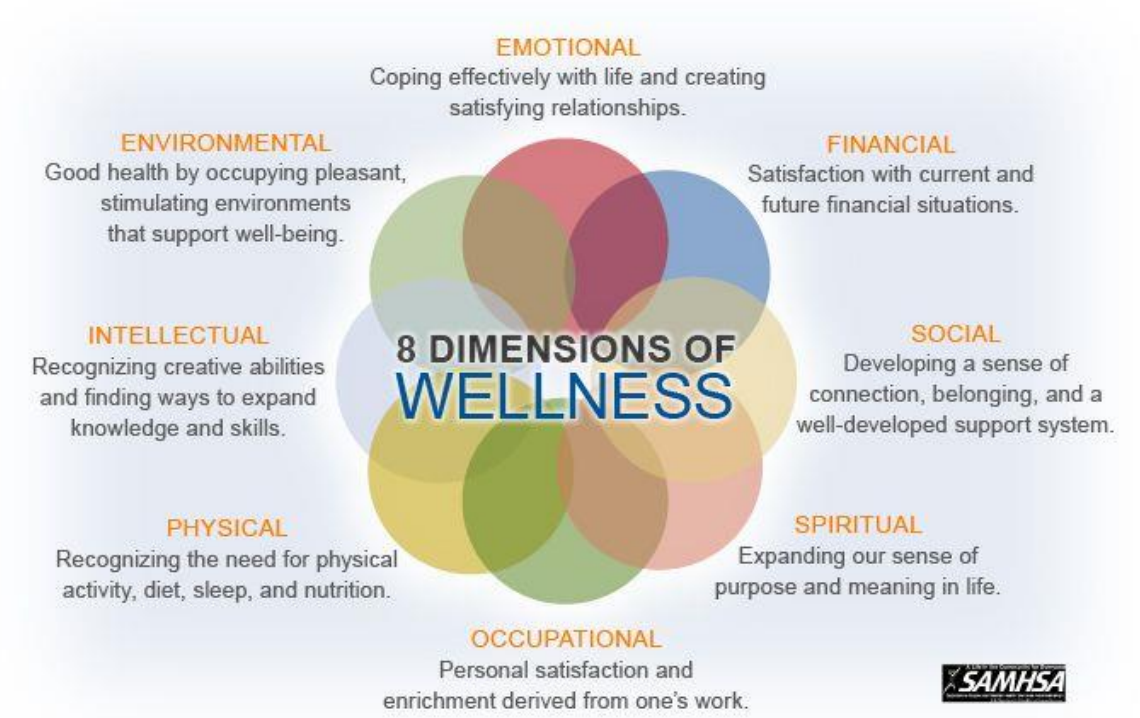 EMOTIONAL
Coping effectively with life and creating
satisfying relationships.
ENVIRONMENTAL
Good health by occupying pleasant,
stimulating environments
that support well-being.
FINANCIAL
Satisfaction with current and
future financial situations.
INTELLECTUAL
Recognizing creative abilities
and finding ways to expand
knowledge and skills.
8 DIMENSIONS OF
WELLNESS
SOCIAL
Developing a sense of
connection, belonging, and a
well-developed support system.
PHYSICAL
Recognizing the need for physical
activity, diet, sleep, and nutrition.
SPIRITUAL
Expanding our sense of
purpose and meaning in life.
OCCUPATIONAL
Personal satisfaction and
enrichment derived from one's work.
SAMHSA